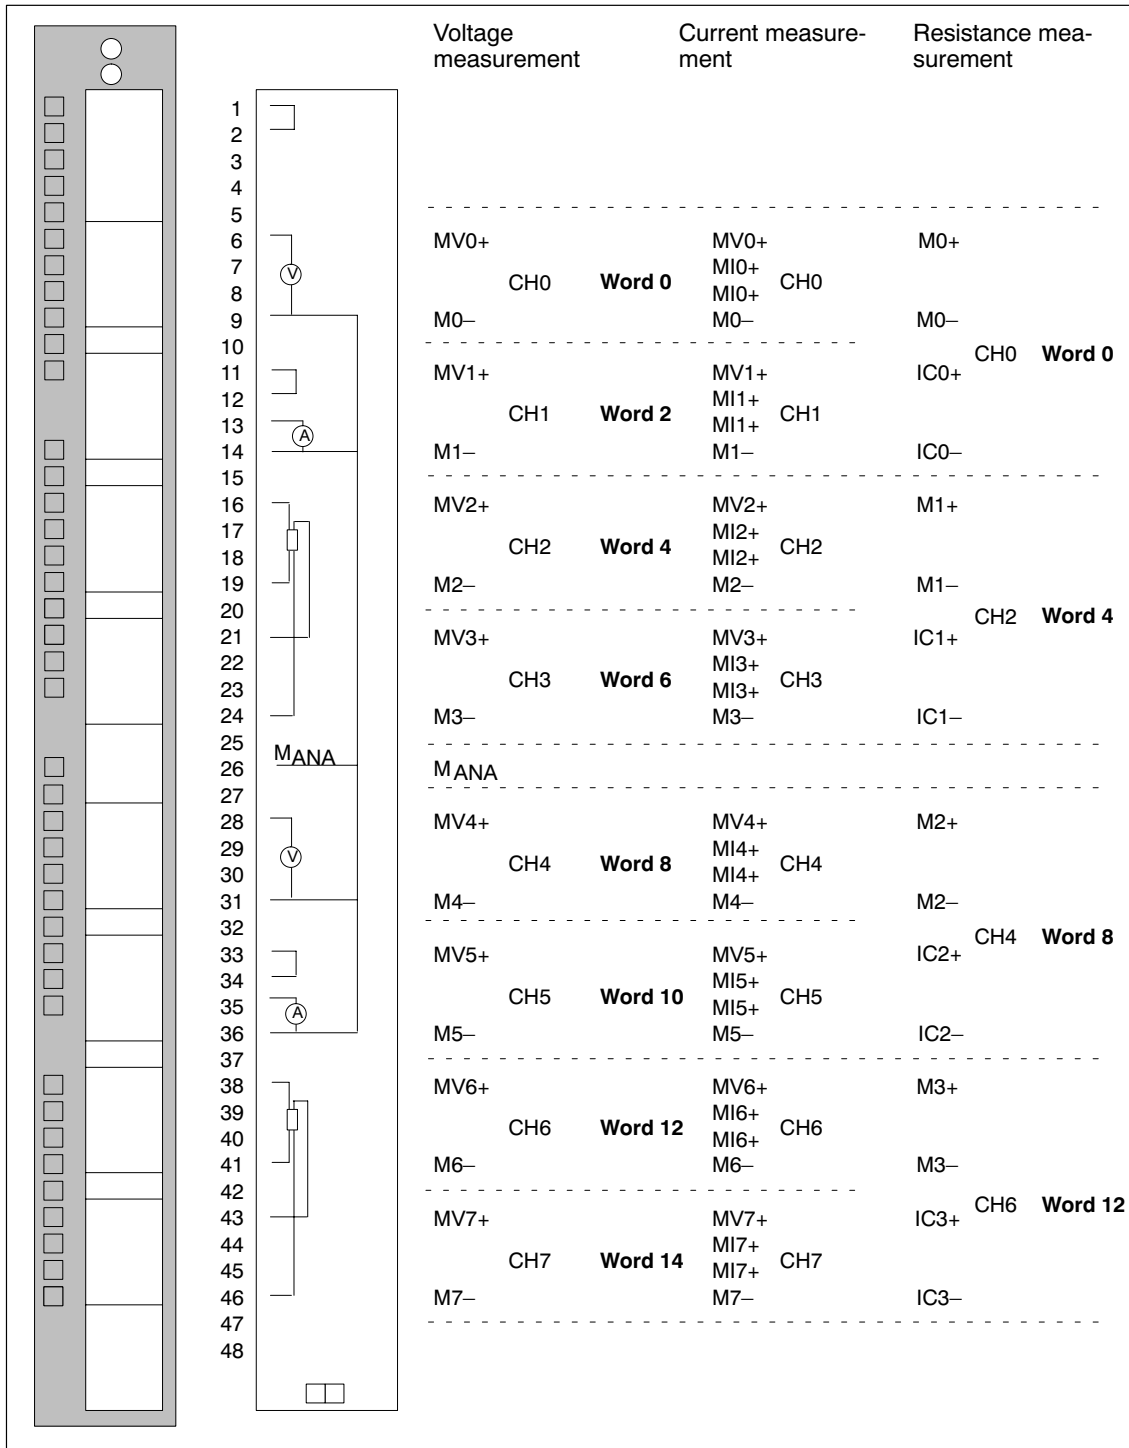 Voltage measurement Current measure-ment Resistance mea-surement
1
2
3
4
5
6 MV0+ MV0+ M0+
7 MI0+
V CH0 Word 0 CH0
8 MI0+
9 M0– M0– M0–
10 CH0 Word 0
11 MV1+ MV1+ IC0+
12 MI1+
CH1 Word 2 CH1
13 A MI1+
14 M1– M1– IC0–
15
16 MV2+ MV2+ M1+
17 MI2+
CH2 Word 4 CH2
18 MI2+
19 M2– M2– M1–
20 CH2 Word 4
21 MV3+ MV3+ IC1+
22 MI3+
CH3 Word 6 CH3
23 MI3+
24 M3– M3– IC1–
25
26 MANA MANA
27
28 MV4+ MV4+ M2+
29 MI4+
V CH4 Word 8 CH4
30 MI4+
31 M4– M4– M2–
32 CH4 Word 8
33 MV5+ MV5+ IC2+
34 MI5+
CH5 Word 10 CH5
35 A MI5+
36 M5– M5– IC2–
37
38 MV6+ MV6+ M3+
39 MI6+
CH6 Word 12 CH6
40 MI6+
41 M6– M6– M3–
42 CH6 Word 12
43 MV7+ MV7+ IC3+
44 MI7+
CH7 Word 14 CH7
45 MI7+
46 M7– M7– IC3–
47
48